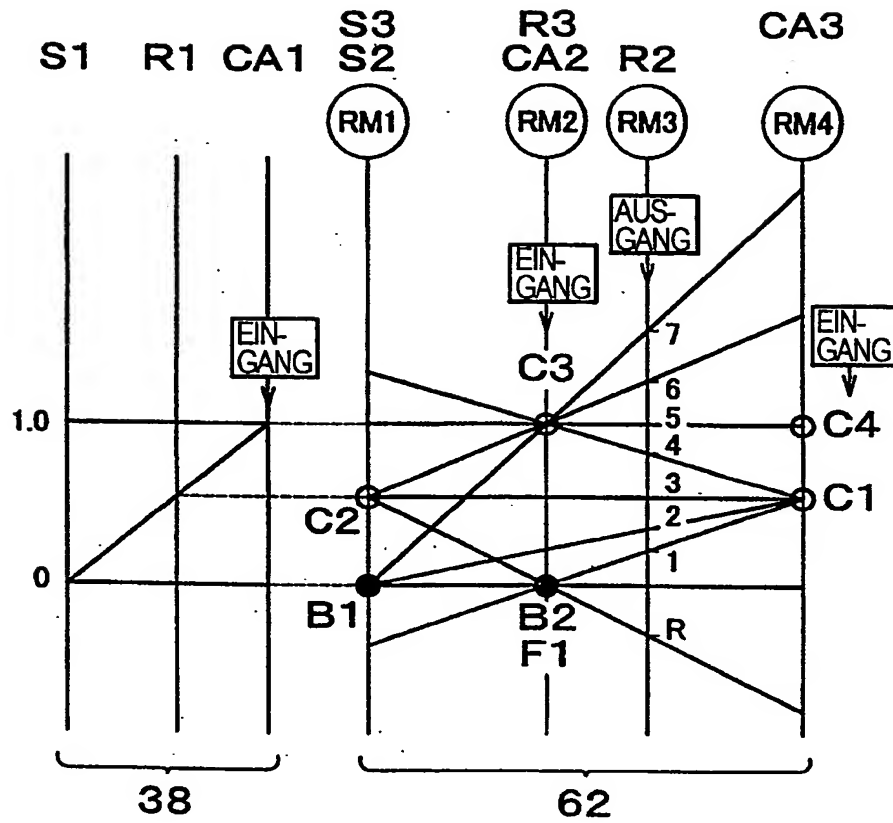 S3 R3 CA3
S1 R1 CA1 S2 CA2 R2
RM1 RM2 RM3 RM4
AUS-
GANG
EIN-
GANG
EIN-
GANG
EIN-
GANG
7
C3
6
1.0
5
C4
4
3
C1
C2
2
1
0
B1 B2
F1
R
38 62